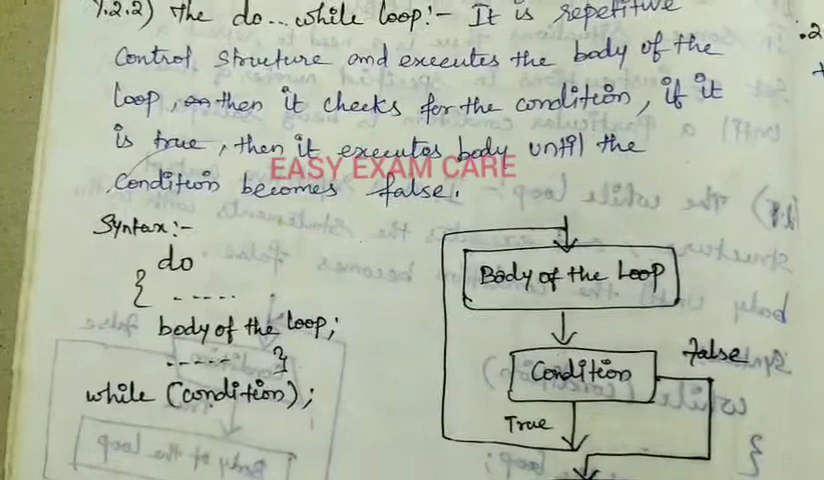 1.2.2) The do...while loop:- It is repetitive
control structure and executes the body of the
loop, then it checks for the condition, if it
is true, then it executes body until the
EASY EXAM CARE
condition becomes false.
Syntax:-
do
{ .....
body of the loop;
...... }
while (condition);
Body of the Loop
Condition
false
True